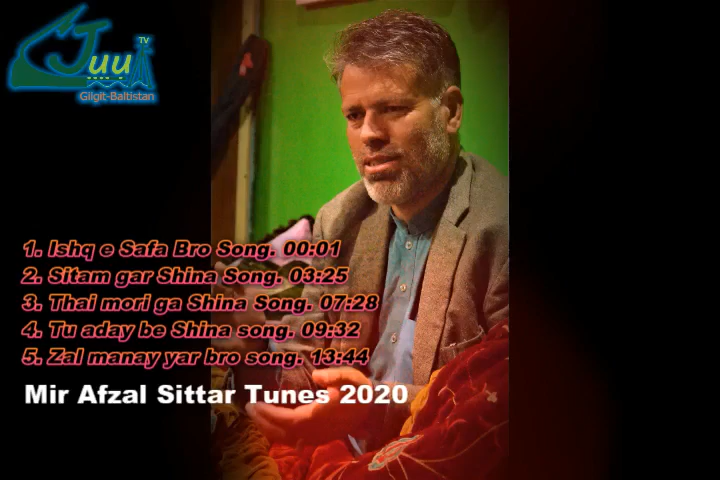 Juu TV
Gilgit-Baltistan
1. Ishq e Safa Bro Song. 00:01
2. Sitam gar Shina Song. 03:25
3. Thai mori ga Shina Song. 07:28
4. Tu aday be Shina song. 09:32
5. Zal manay yar bro song. 13:44
Mir Afzal Sittar Tunes 2020